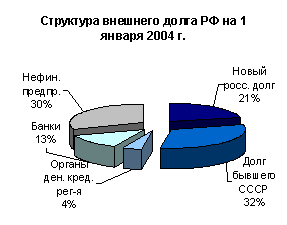 Структура внешнего долга РФ на 1
января 2004 г.
Новый
росс. долг
21%
Долг
бывшего
СССР
32%
Органы
ден. кред.
рег-я
4%
Банки
13%
Нефин.
предпр.
30%